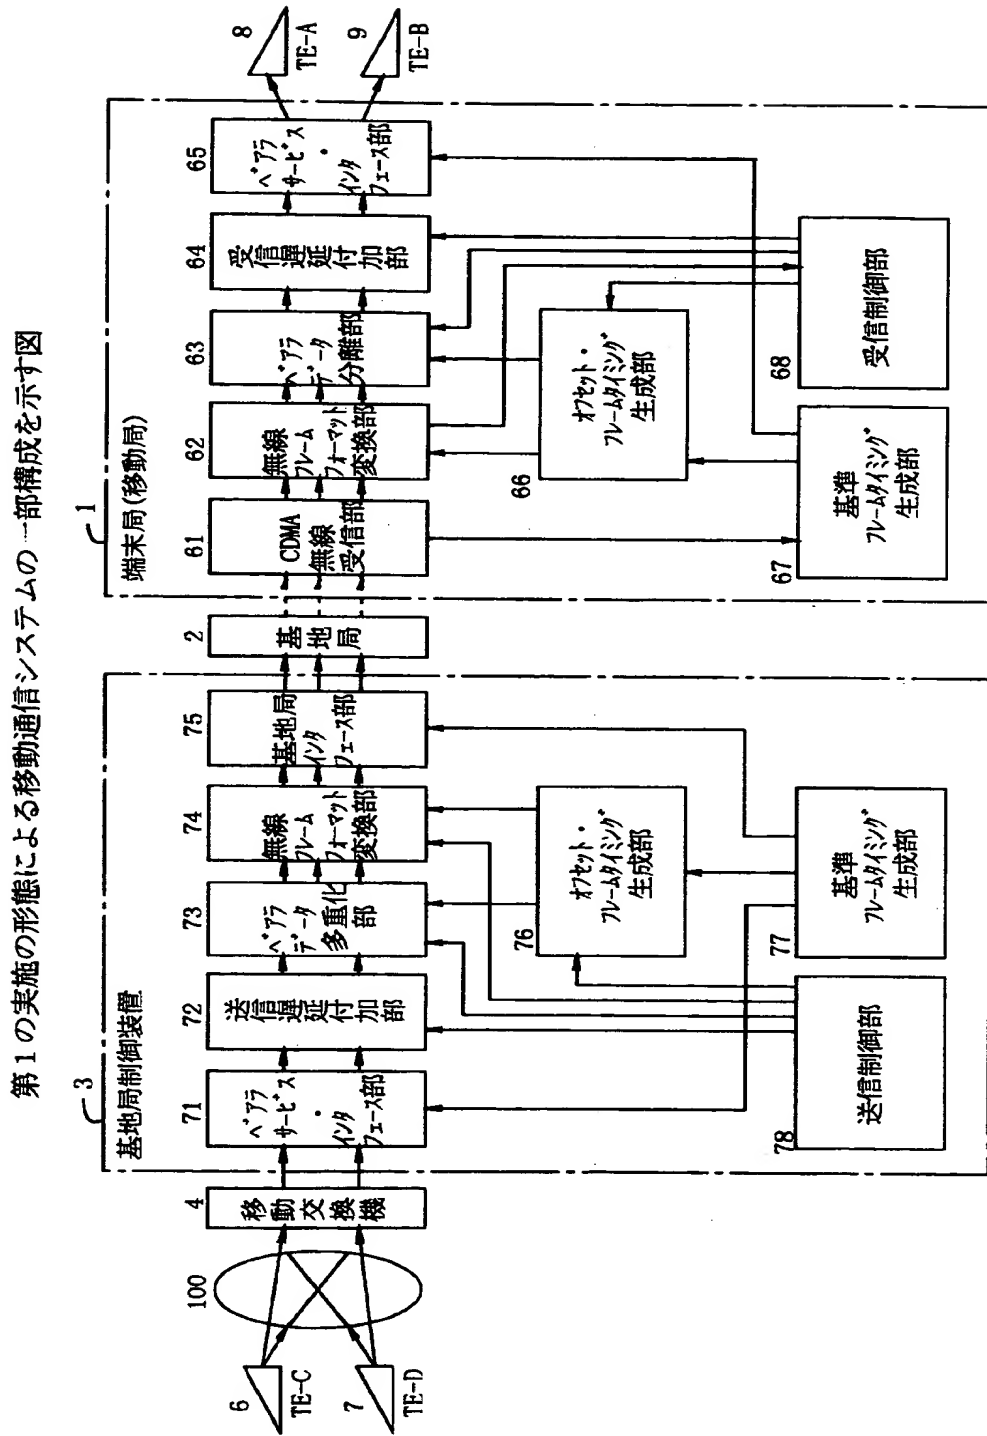 第1の実施の形態による移動通信システムの一部構成を示す図
3
基地局制御装置
1
端末局(移動局)
6
TE-C
7
TE-D
100
4
移動交換機
71
ベアラ
サービス
・
インタ
フェース部
72
送信遅延付加部
73
ベアラ
データ
多重化
部
74
無線
フレーム
フォーマット
変換部
75
基地局
インタ
フェース部
2
基地局
61
CDMA
無線
受信部
62
無線
フレーム
フォーマット
変換部
63
ベアラ
データ
分離部
64
受信遅延付加部
65
ベアラ
サービス
・
インタ
フェース部
8
TE-A
9
TE-B
76
オフセット・
フレームタイミング
生成部
66
オフセット・
フレームタイミング
生成部
78
送信制御部
77
基準
フレームタイミング
生成部
67
基準
フレームタイミング
生成部
68
受信制御部